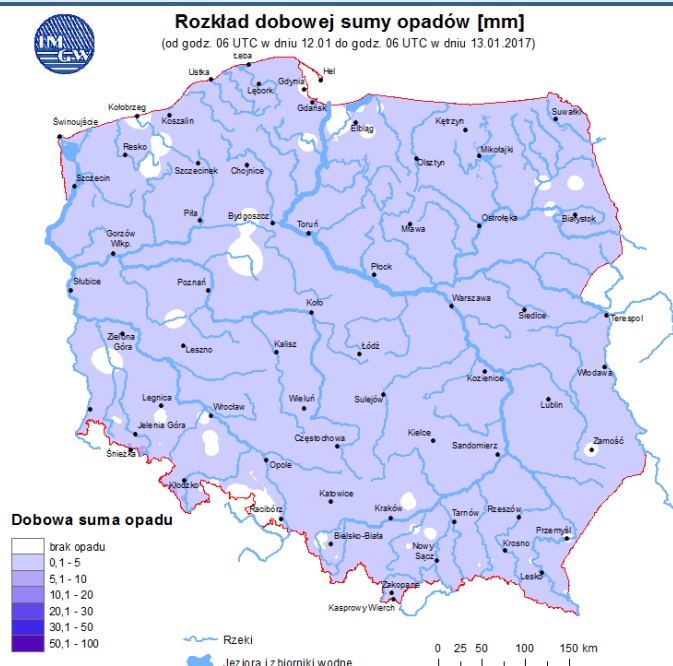 IM
GW
Rozkład dobowej sumy opadów [mm]
(od godz. 06 UTC w dniu 12.01 do godz. 06 UTC w dniu 13.01.2017)
Łeba
Ustka
Hel
Gdynia
Lębork
Gdańsk
Kołobrzeg
Koszalin
Świnoujście
Elbląg
Kętrzyn
Suwałki
Resko
Szczecinek
Chojnice
Olsztyn
Mikołajki
Szczecin
Piła
Bydgoszcz
Toruń
Mława
Ostrołęka
Białystok
Gorzów
Wlkp.
Płock
Słubice
Poznań
Koło
Warszawa
Siedlce
Terespol
Zielona
Góra
Leszno
Kalisz
Łódź
Kozienice
Włodawa
Legnica
Wrocław
Wieluń
Sulejów
Lublin
Jelenia Góra
Śnieżka
Częstochowa
Kielce
Sandomierz
Zamość
Opole
Kłodzko
Katowice
Racibórz
Kraków
Tarnów
Rzeszów
Przemyśl
Bielsko-Biała
Nowy
Sącz
Krosno
Lesko
Zakopane
Kasprowy Wierch
Dobowa suma opadu
brak opadu
0,1 - 5
5,1 - 10
10,1 - 20
20,1 - 30
30,1 - 50
50,1 - 100
Rzeki
Jeziora i zbiorniki wodne
0 25 50 100 150 km